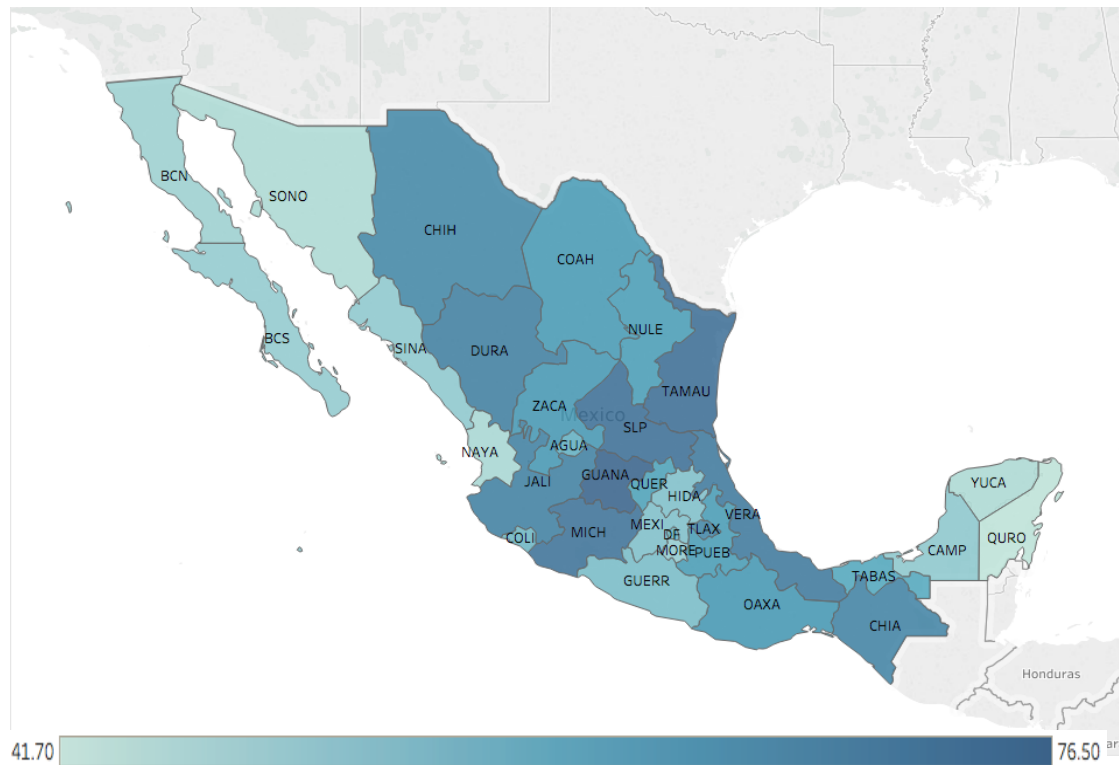 BCN
SONO
CHIH
COAH
NULE
BCS
SINA
DURA
TAMAU
ZACA
Mexico
SLP
NAYA
AGUA
JALI
GUANA
QUER
HIDA
YUCA
COLI
MICH
MEXI
DF
TLAX
VERA
QURO
MORE
PUEB
CAMP
GUERR
TABAS
OAXA
CHIA
Honduras
41.70
76.50
ar